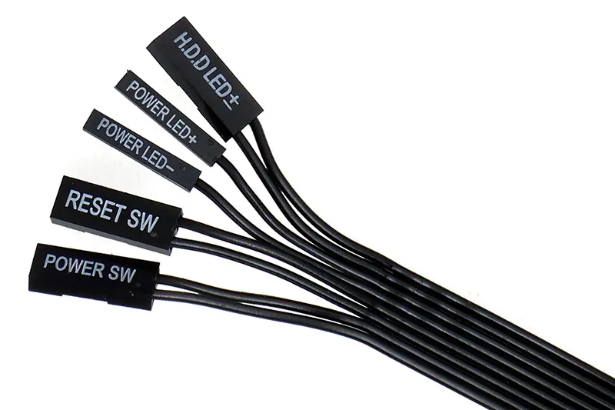 H.D.D LED±
POWER LED+
POWER LED−
RESET SW
POWER SW